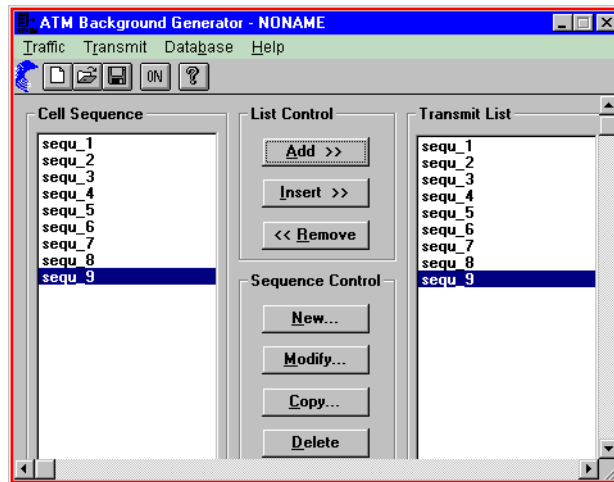 ATM Background Generator - NONAME
Traffic Transmit Database Help
ON ?
Cell Sequence
sequ_1
sequ_2
sequ_3
sequ_4
sequ_5
sequ_6
sequ_7
sequ_8
sequ_9
List Control
Add >>
Insert >>
<< Remove
Sequence Control
New...
Modify...
Copy...
Delete
Transmit List
sequ_1
sequ_2
sequ_3
sequ_4
sequ_5
sequ_6
sequ_7
sequ_8
sequ_9